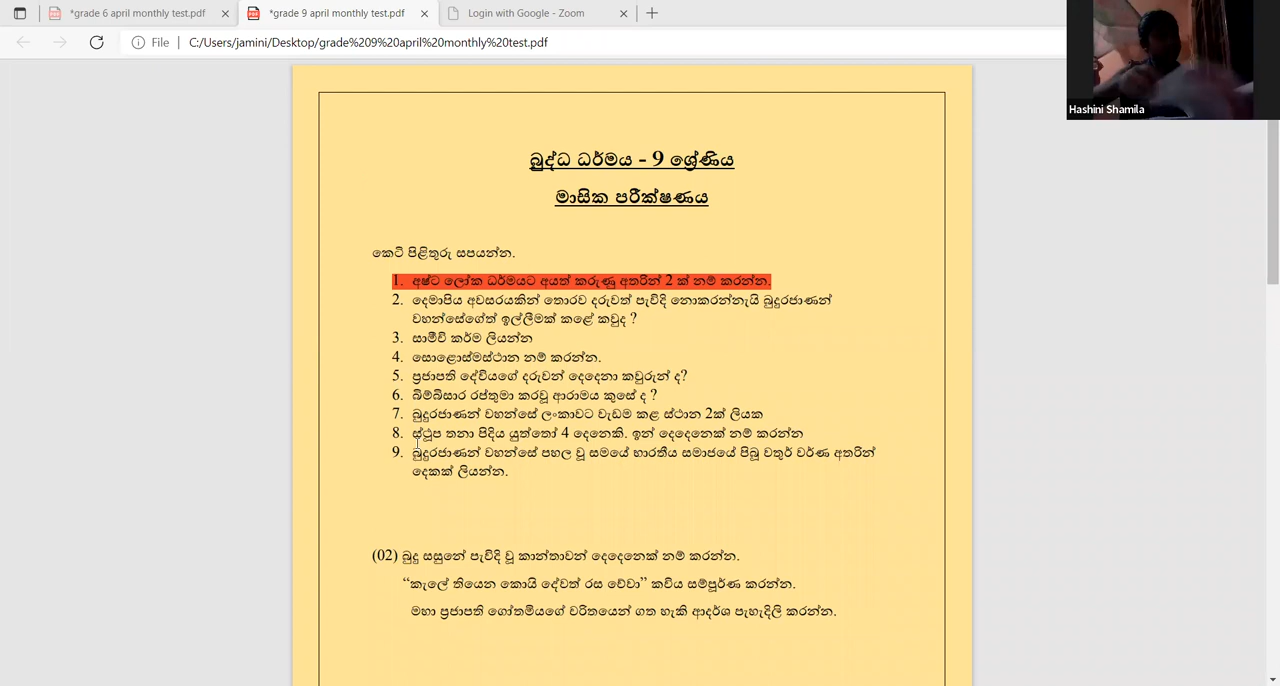 *grade 6 april monthly test.pdf
*grade 9 april monthly test.pdf
Login with Google - Zoom
File
C:/Users/jamini/Desktop/grade%209%20april%20monthly%20test.pdf
Hashini Shamila
බුද්ධ ධර්මය - 9 ශ්‍රේණිය
මාසික පරීක්ෂණය
කෙටි පිළිතුරු සපයන්න.
1. අෂ්ට ලෝක ධර්මයට අයත් කරුණු අතරින් 2 ක් නම් කරන්න.
2. දෙමාපිය අවසරයකින් තොරව දරුවන් පැවිදි නොකරන්නැයි බුදුරජාණන්
වහන්සේගේන් ඉල්ලීමක් කළේ කවුද ?
3. සාමීචි කර්ම ලියන්න
4. සොළොස්මස්ථාන නම් කරන්න.
5. ප්‍රජාපති දේවියගේ දරුවන් දෙදෙනා කවුරුන් ද?
6. බිම්බිසාර රජතුමා කරවූ ආරාමය කුසේ ද ?
7. බුදුරජාණන් වහන්සේ ලංකාවට වැඩම කළ ස්ථාන 2ක් ලියක
8. ස්ථූප තනා පිදිය යුත්තෝ 4 දෙනෙකි. ඉන් දෙදෙනෙක් නම් කරන්න
9. බුදුරජාණන් වහන්සේ පහල වූ සමයේ භාරතීය සමාජයේ පිබූ වතුර් වර්ණ අතරින්
දෙකක් ලියන්න.
(02) බුදු සසුනේ පැවිදි වූ කාන්තාවන් දෙදෙනෙක් නම් කරන්න.
“කැලේ තියෙන කොයි දේවත් රස වේවා” කවිය සම්පූර්ණ කරන්න.
මහා ප්‍රජාපති ගෝතමියගේ චරිතයෙන් ගත හැකි ආදර්ශ පැහැදිලි කරන්න.